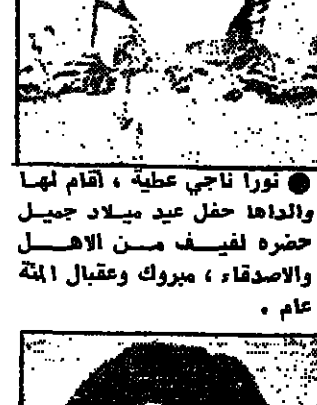 ● نورا ناجي عطية ، أقام لها
والداها حفل عيد ميلاد جميل
حضره لفيف من الاهل
والاصدقاء ، مبروك وعقبال المئة
عام .